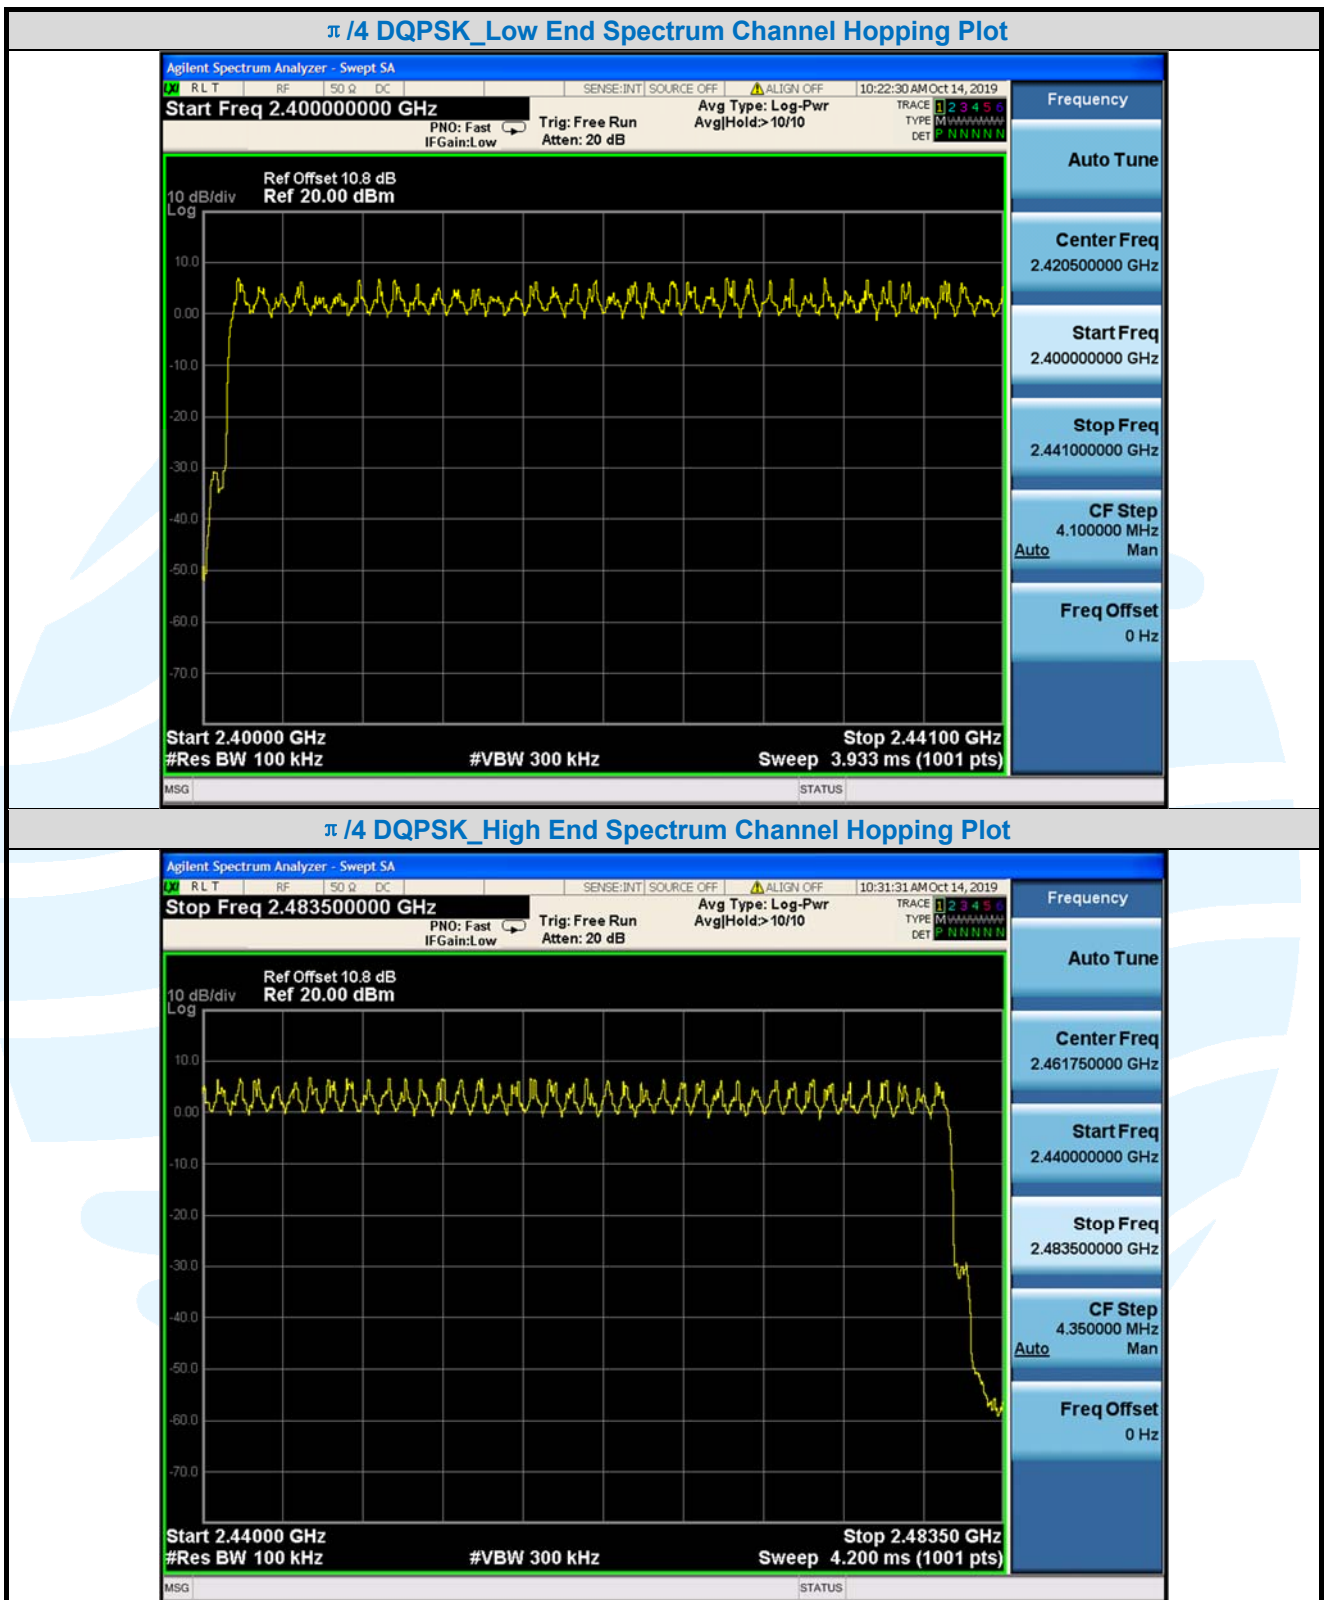 π/4 DQPSK_Low End Spectrum Channel Hopping Plot
Agilent Spectrum Analyzer - Swept SA
LXI RL T RF 50 Ω DC SENSE:INT SOURCE OFF ALIGN OFF 10:22:30 AM Oct 14, 2019
Start Freq 2.400000000 GHz
PNO: Fast
IFGain:Low
Trig: Free Run
Atten: 20 dB
Avg Type: Log-Pwr
Avg|Hold:>10/10
TRACE 1 2 3 4 5 6
TYPE MWWWWW
DET P N N N N N
Ref Offset 10.8 dB
10 dB/div Ref 20.00 dBm
Log
10.0
0.00
-10.0
-20.0
-30.0
-40.0
-50.0
-60.0
-70.0
Start 2.40000 GHz Stop 2.44100 GHz
#Res BW 100 kHz #VBW 300 kHz Sweep 3.933 ms (1001 pts)
MSG STATUS
Frequency
Auto Tune
Center Freq
2.420500000 GHz
Start Freq
2.400000000 GHz
Stop Freq
2.441000000 GHz
CF Step
4.100000 MHz
Auto Man
Freq Offset
0 Hz
π/4 DQPSK_High End Spectrum Channel Hopping Plot
Agilent Spectrum Analyzer - Swept SA
LXI RL T RF 50 Ω DC SENSE:INT SOURCE OFF ALIGN OFF 10:31:31 AM Oct 14, 2019
Stop Freq 2.483500000 GHz
PNO: Fast
IFGain:Low
Trig: Free Run
Atten: 20 dB
Avg Type: Log-Pwr
Avg|Hold:>10/10
TRACE 1 2 3 4 5 6
TYPE MWWWWW
DET P N N N N N
Ref Offset 10.8 dB
10 dB/div Ref 20.00 dBm
Log
10.0
0.00
-10.0
-20.0
-30.0
-40.0
-50.0
-60.0
-70.0
Start 2.44000 GHz Stop 2.48350 GHz
#Res BW 100 kHz #VBW 300 kHz Sweep 4.200 ms (1001 pts)
MSG STATUS
Frequency
Auto Tune
Center Freq
2.461750000 GHz
Start Freq
2.440000000 GHz
Stop Freq
2.483500000 GHz
CF Step
4.350000 MHz
Auto Man
Freq Offset
0 Hz